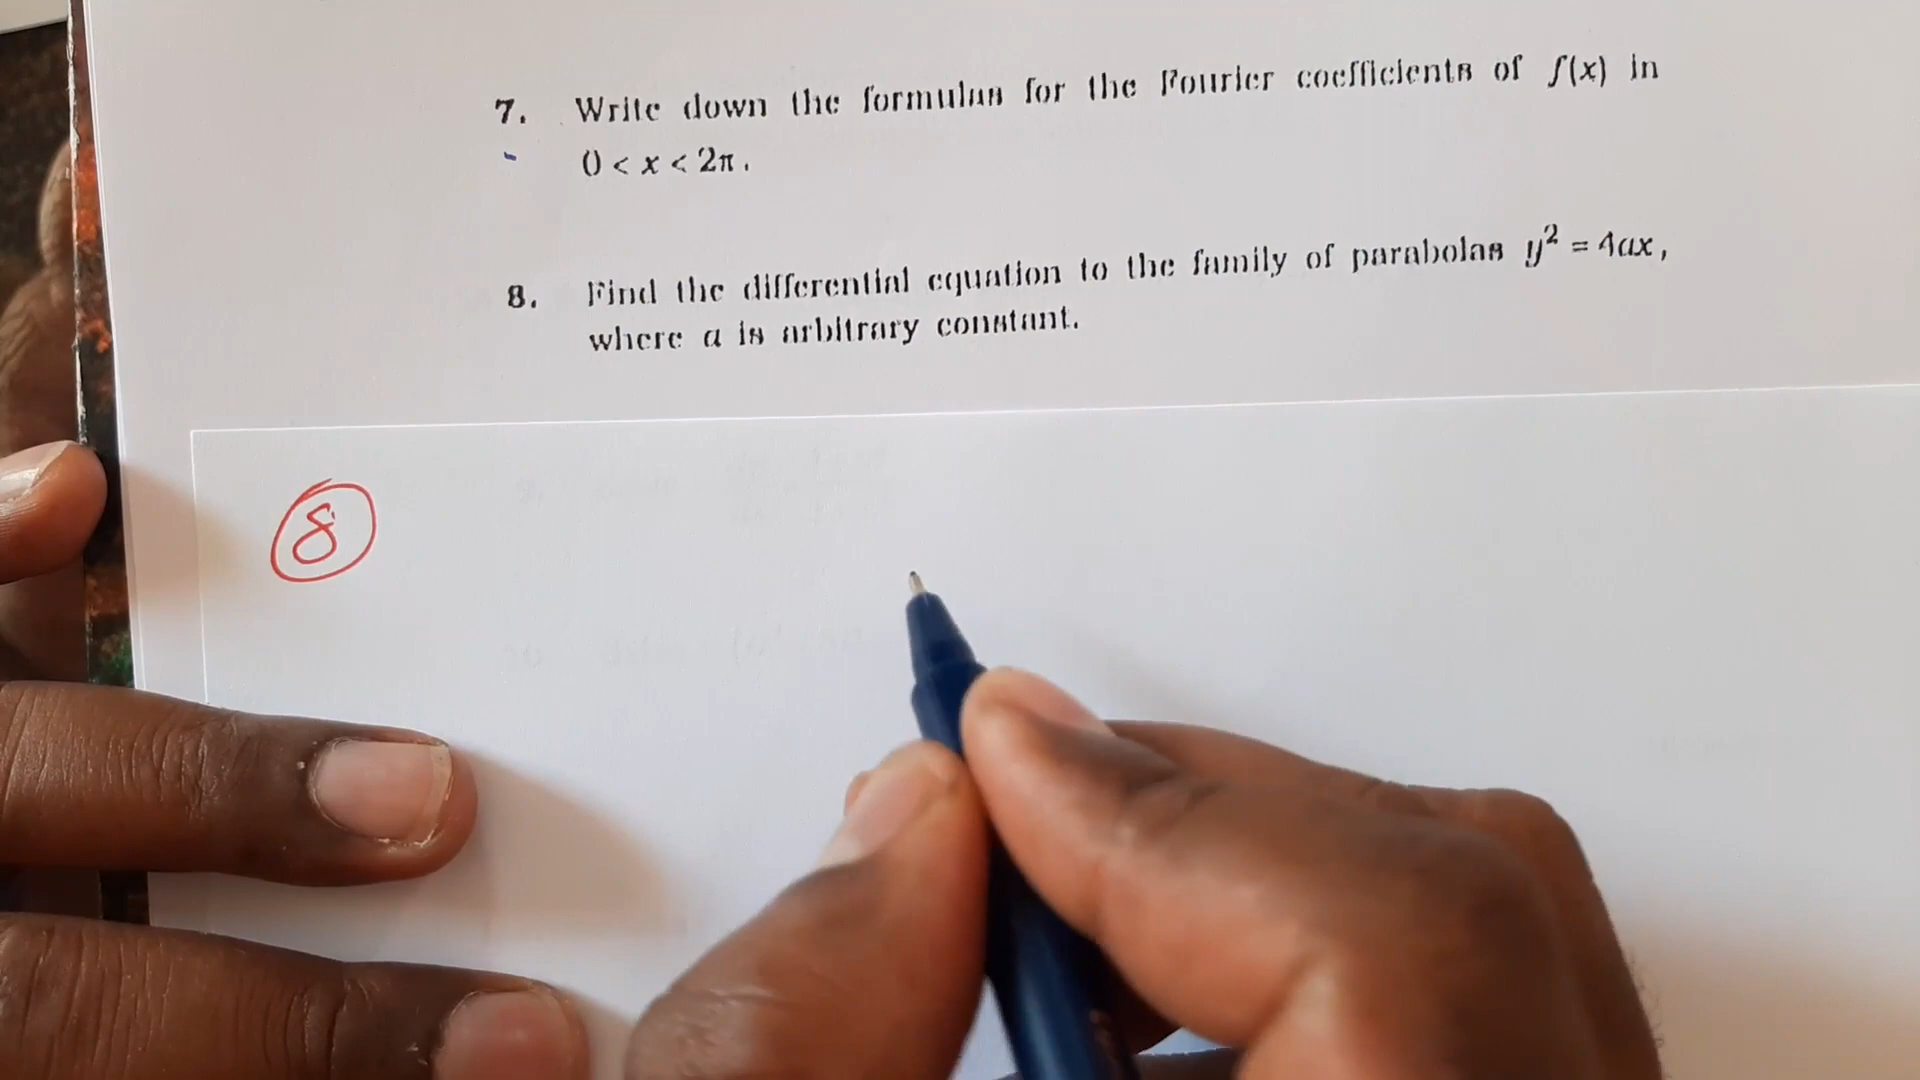 7. Write down the formulas for the Fourier coefficients of f(x) in
0 < x < 2π .
8. Find the differential equation to the family of parabolas y² = 4ax,
where a is arbitrary constant.
8